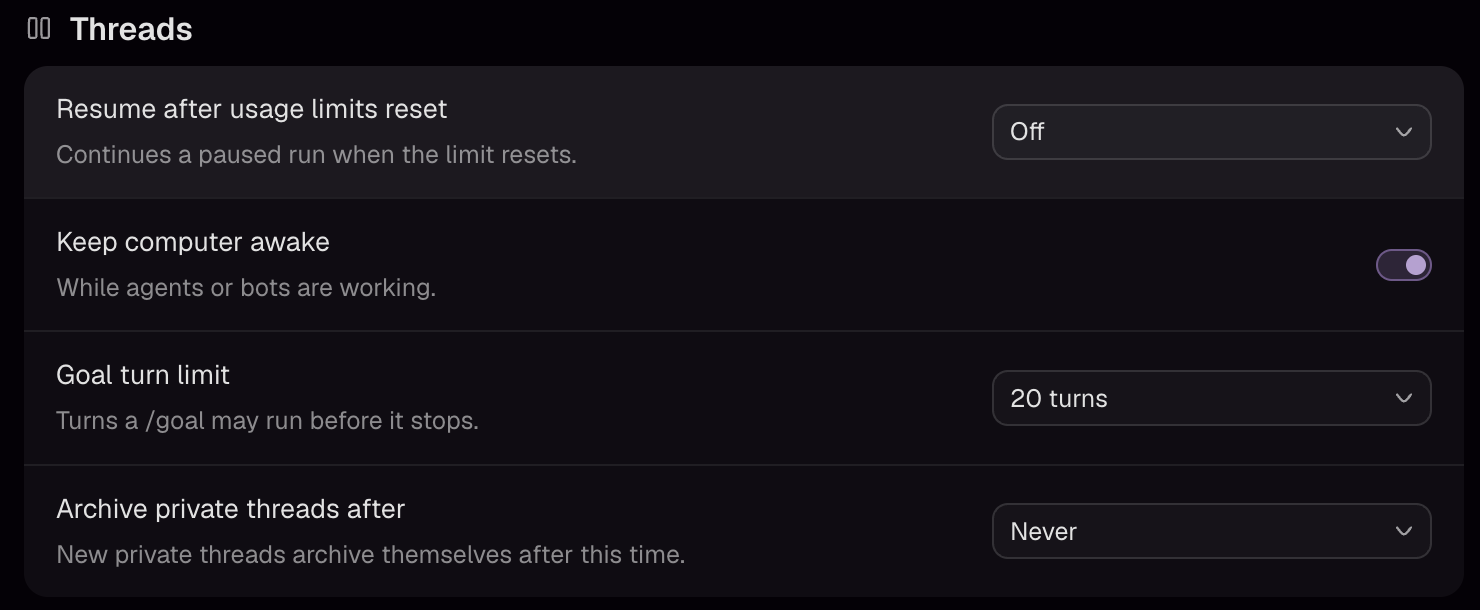 Threads
Resume after usage limits reset
Off
Continues a paused run when the limit resets.
Keep computer awake
While agents or bots are working.
Goal turn limit
20 turns
Turns a /goal may run before it stops.
Archive private threads after
Never
New private threads archive themselves after this time.